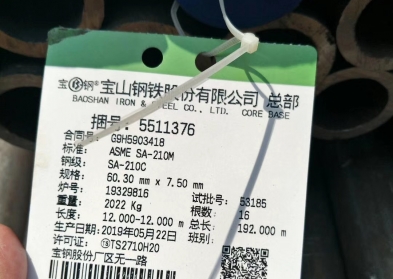 宝钢® 宝山钢铁股份有限公司 总部
BAOSHAN IRON & STEEL CO., LTD. CORE BASE
捆号: 5511376
合同号: G9H5903418
标准: ASME SA-210M
钢级: SA-210C
规格: 60.30 mm x 7.50 mm
炉号: 19329816 试批号: 53185
重量: 2022 Kg 根数: 16
长度: 12.000-12.000 m 总长: 192.000 m
生产日期: 2019年05月22日 班别:
许可证: TS2710H20
宝钢股份厂区无一路